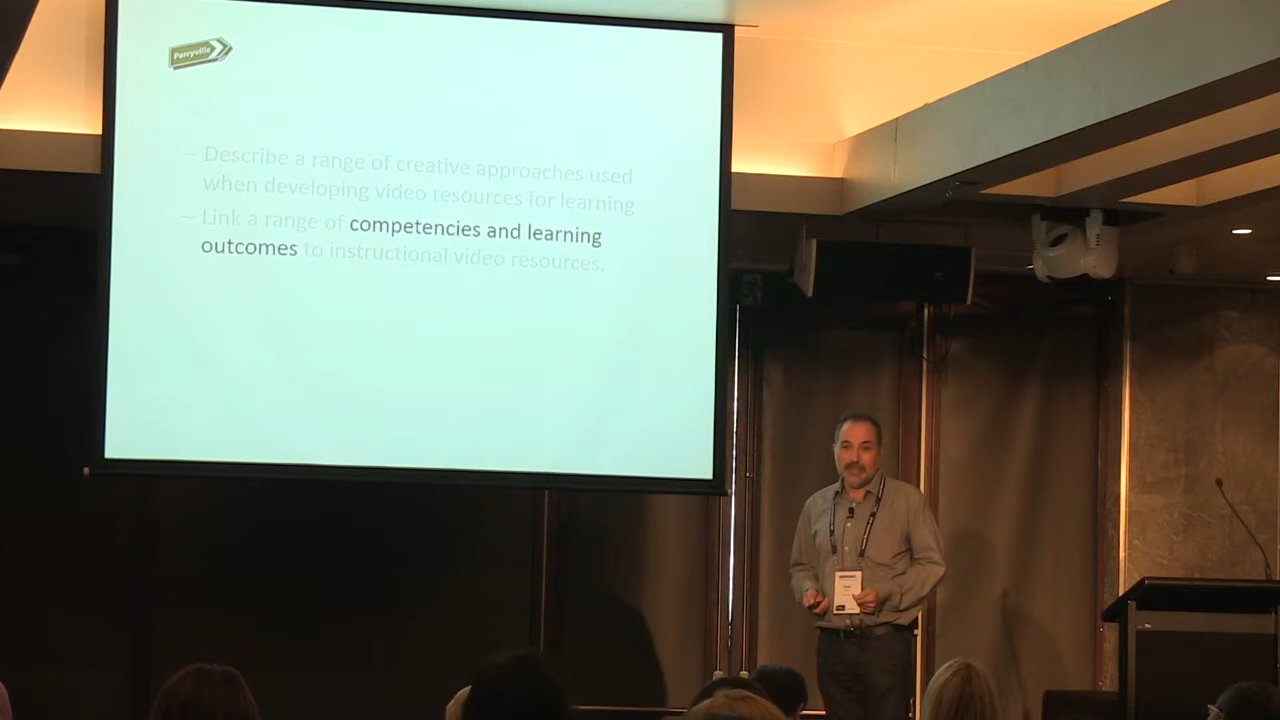 Parryville
– Describe a range of creative approaches used
when developing video resources for learning
– Link a range of competencies and learning
outcomes to instructional video resources.